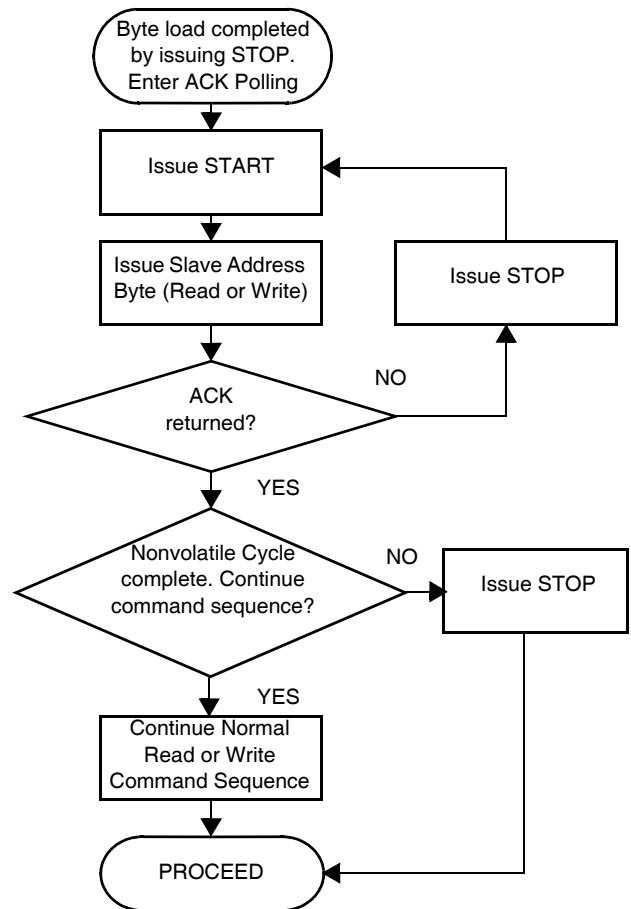 Byte load completed
by issuing STOP.
Enter ACK Polling
Issue START
Issue Slave Address
Byte (Read or Write)
Issue STOP
NO
ACK
returned?
YES
Nonvolatile Cycle
complete. Continue
command sequence?
NO
Issue STOP
YES
Continue Normal
Read or Write
Command Sequence
PROCEED